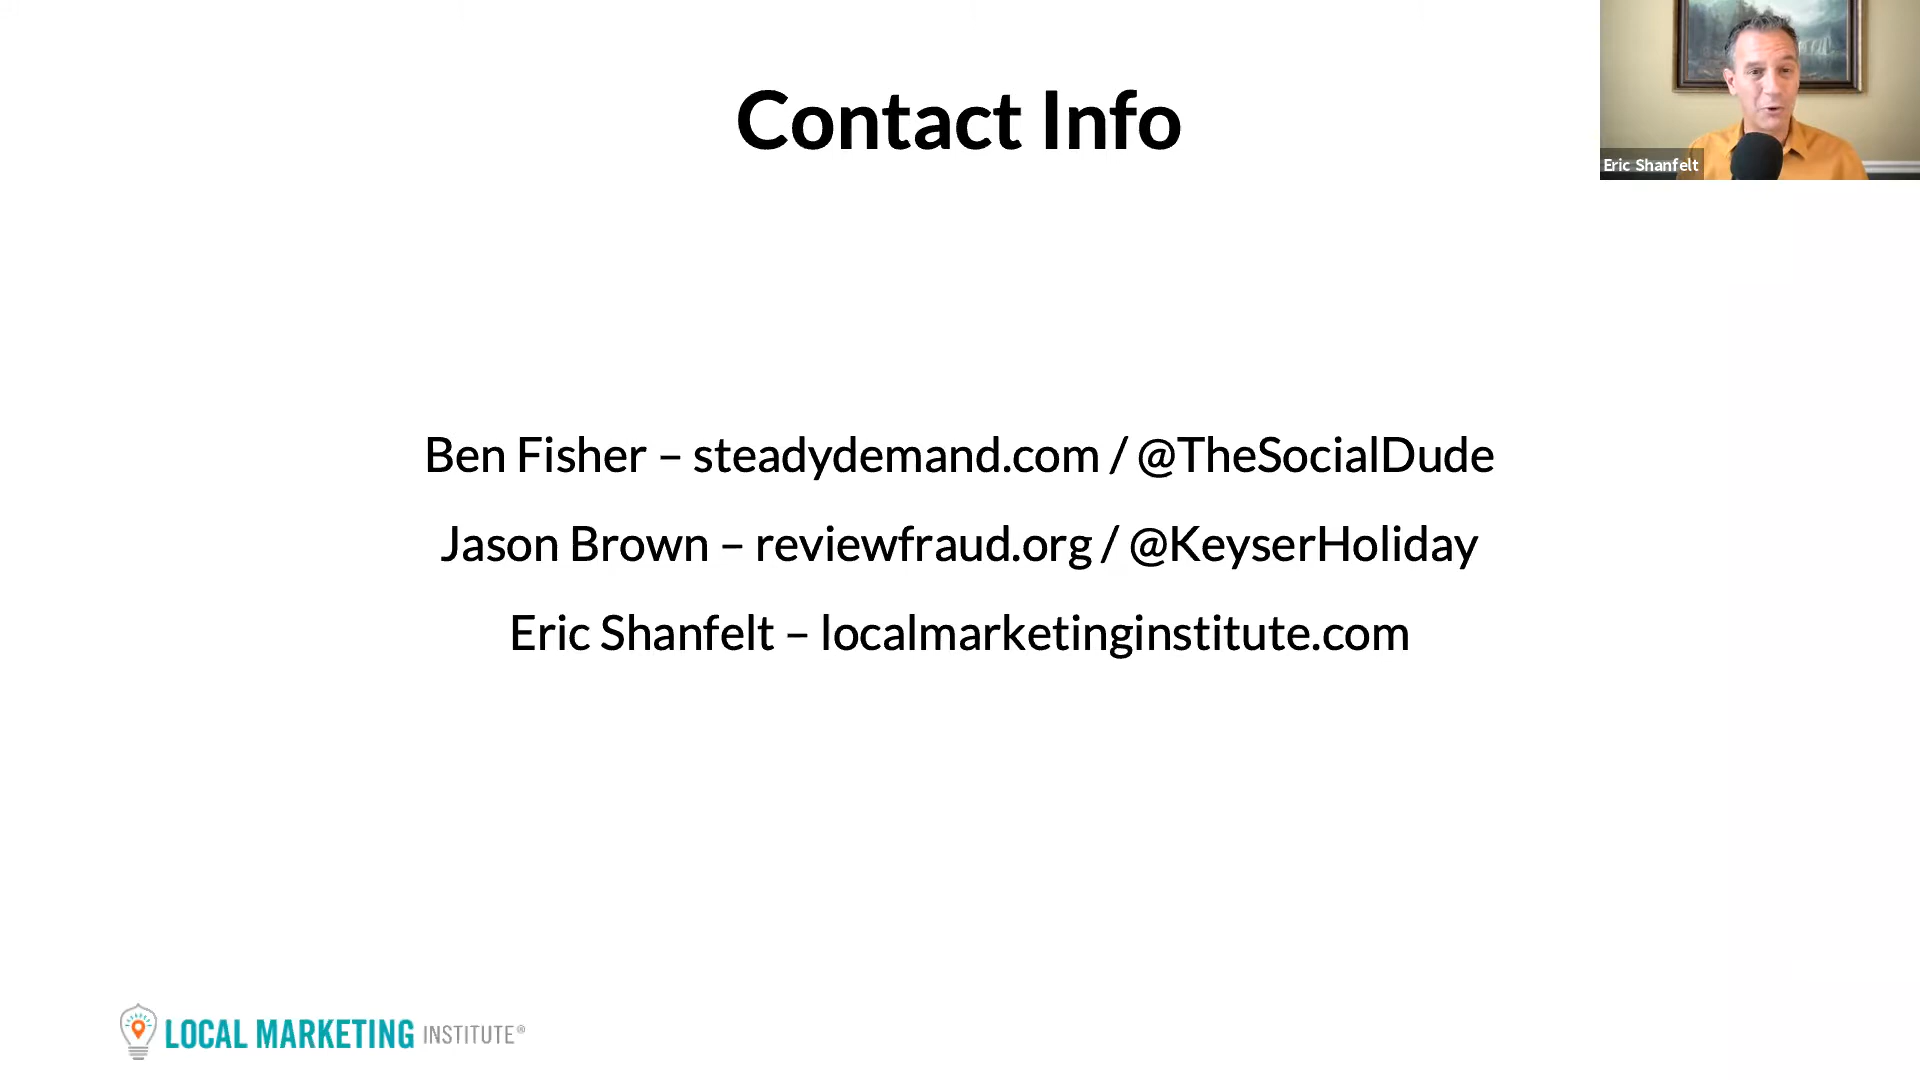 Contact Info
Eric Shanfelt
Ben Fisher – steadydemand.com / @TheSocialDude
Jason Brown – reviewfraud.org / @KeyserHoliday
Eric Shanfelt – localmarketinginstitute.com
LOCAL MARKETING INSTITUTE®